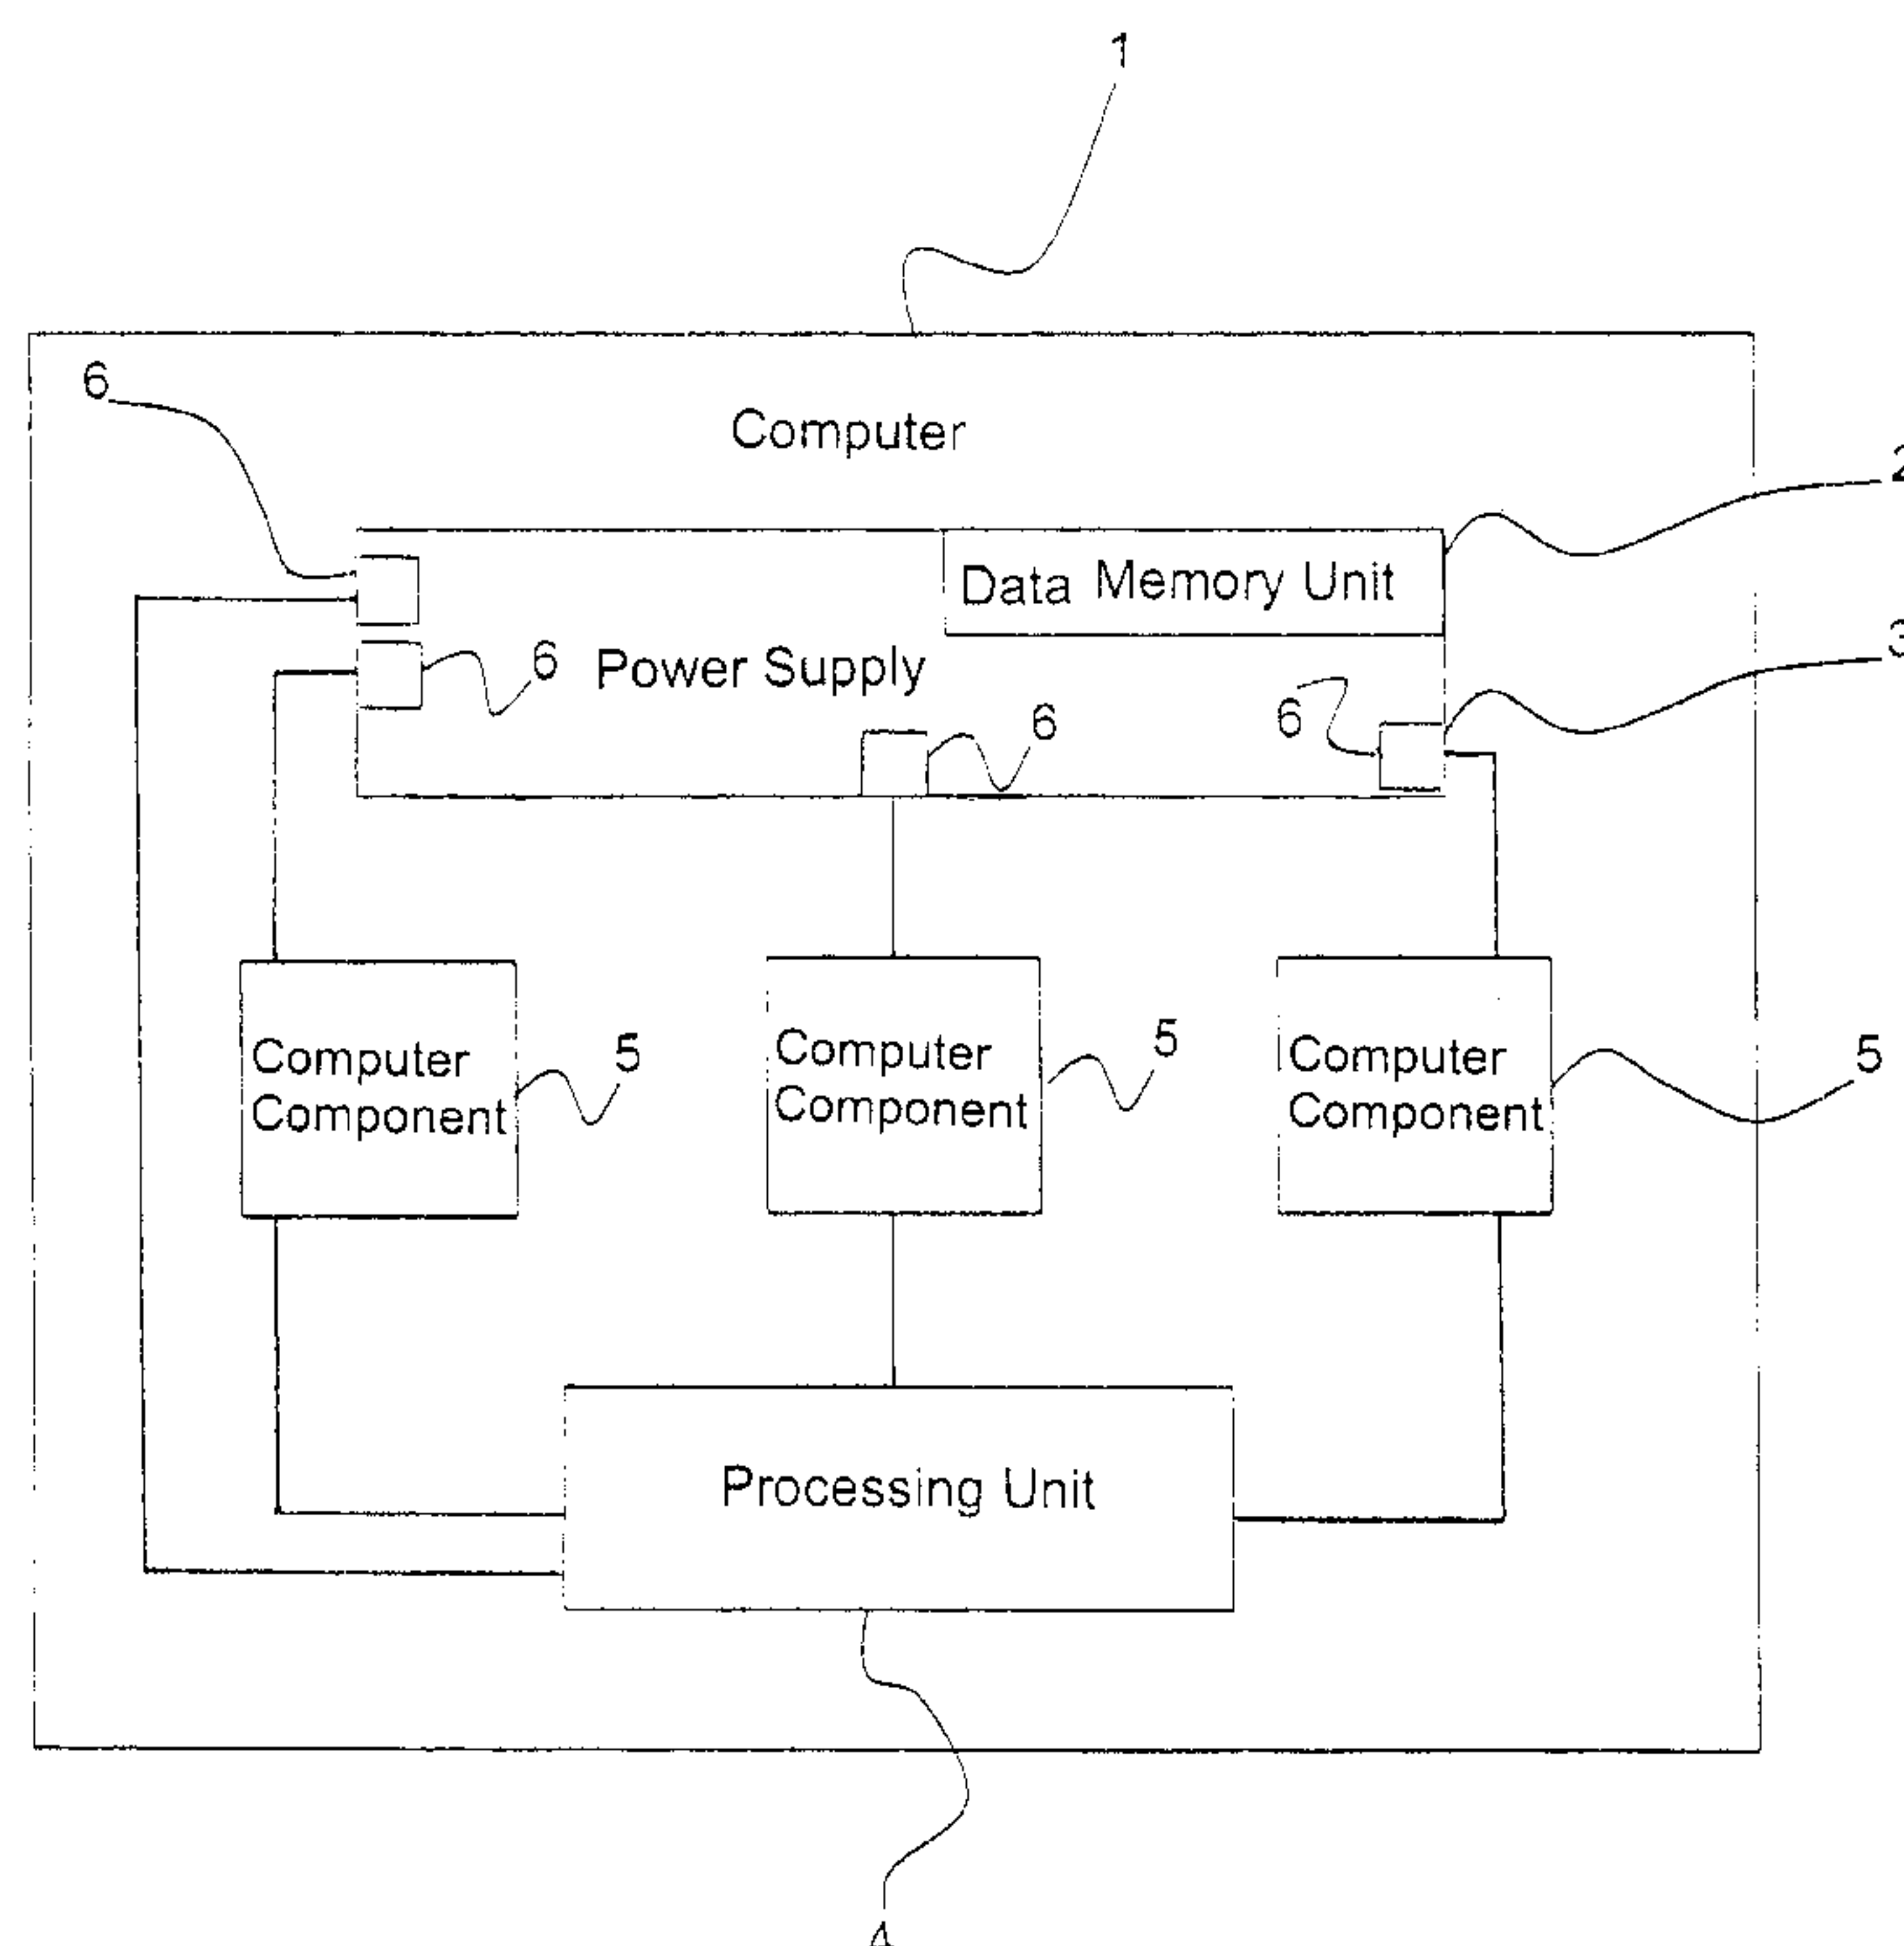 1
6
Computer
2
Data Memory Unit
3
6
Power Supply
6
6
Computer
Component
5
Computer
Component
5
Computer
Component
5
Processing Unit
4